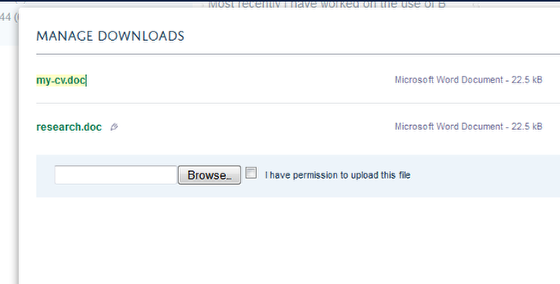 Most recently I have worked on the use of B
44 (
MANAGE DOWNLOADS
my-cv.doc Microsoft Word Document - 22.5 kB
research.doc Microsoft Word Document - 22.5 kB
Browse.. I have permission to upload this file